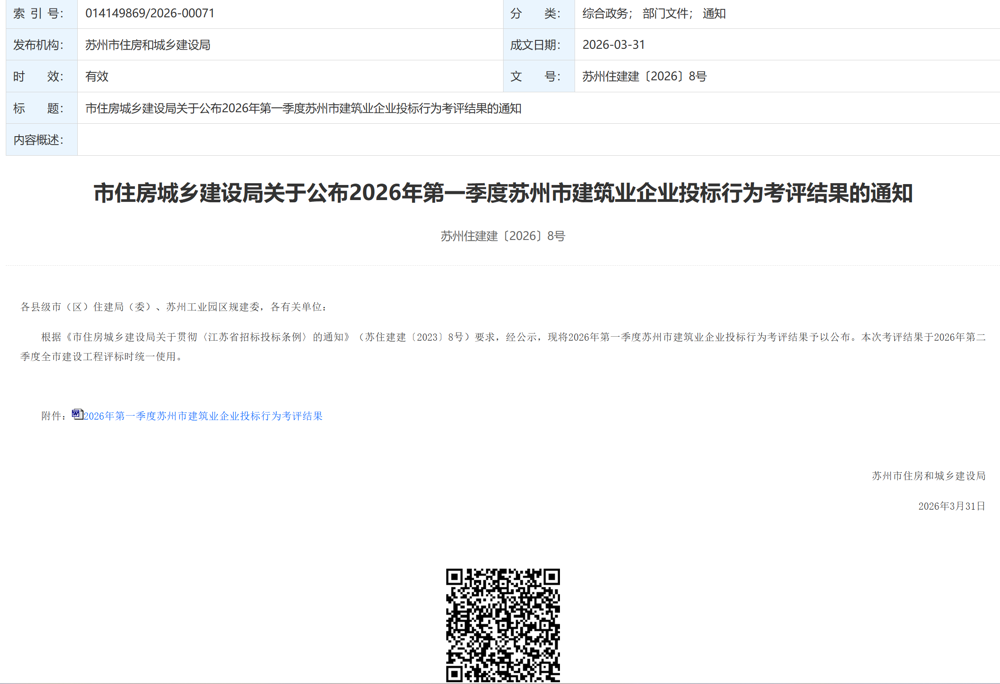 索 引 号： 014149869/2026-00071 分 类： 综合政务； 部门文件； 通知
发布机构： 苏州市住房和城乡建设局 成文日期： 2026-03-31
时 效： 有效 文 号： 苏州住建建〔2026〕8号
标 题： 市住房城乡建设局关于公布2026年第一季度苏州市建筑业企业投标行为考评结果的通知
内容概述：
市住房城乡建设局关于公布2026年第一季度苏州市建筑业企业投标行为考评结果的通知
苏州住建建〔2026〕8号
各县级市（区）住建局（委）、苏州工业园区规建委，各有关单位：
根据《市住房城乡建设局关于贯彻〈江苏省招标投标条例〉的通知》（苏住建建〔2023〕8号）要求，经公示，现将2026年第一季度苏州市建筑业企业投标行为考评结果予以公布。本次考评结果于2026年第二
季度全市建设工程评标时统一使用。
附件：2026年第一季度苏州市建筑业企业投标行为考评结果
苏州市住房和城乡建设局
2026年3月31日